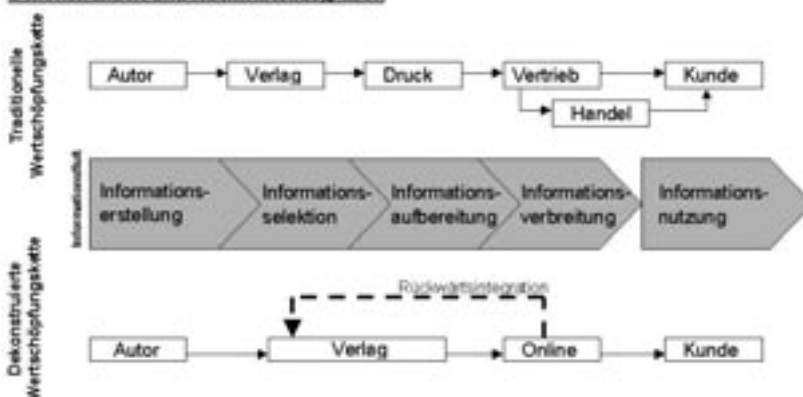 Traditionelle
Wertschöpfungskette
Autor
Verlag
Druck
Vertrieb
Kunde
Handel
Informations-
erstellung
Informations-
selektion
Informations-
aufbereitung
Informations-
verbreitung
Informations-
nutzung
Dekonstruierte
Wertschöpfungskette
Rückwärtsintegration
Autor
Verlag
Online
Kunde